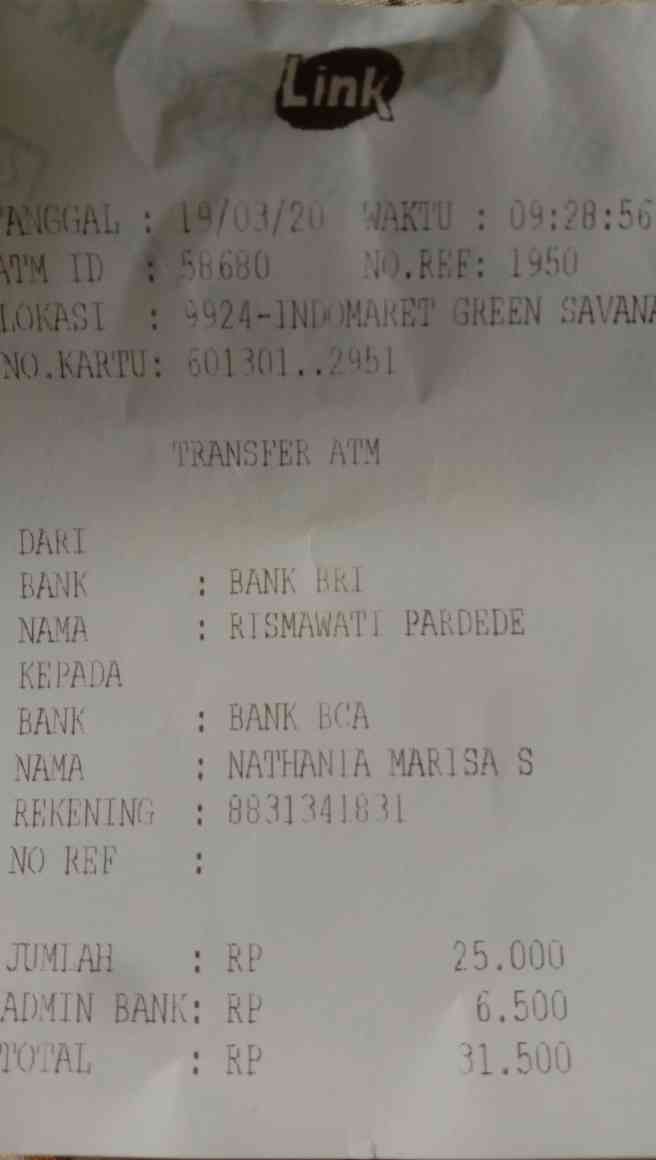 Link
TANGGAL : 19/03/20 WAKTU : 09:28:56
ATM ID : 58680 NO.REF: 1950
LOKASI : 9924-INDOMARET GREEN SAVANA
NO.KARTU: 601301..2951
TRANSFER ATM
DARI
BANK : BANK BRI
NAMA : RISMAWATI PARDEDE
KEPADA
BANK : BANK BCA
NAMA : NATHANIA MARISA S
REKENING : 8831341831
NO REF :
JUMLAH : RP 25.000
ADMIN BANK: RP 6.500
TOTAL : RP 31.500